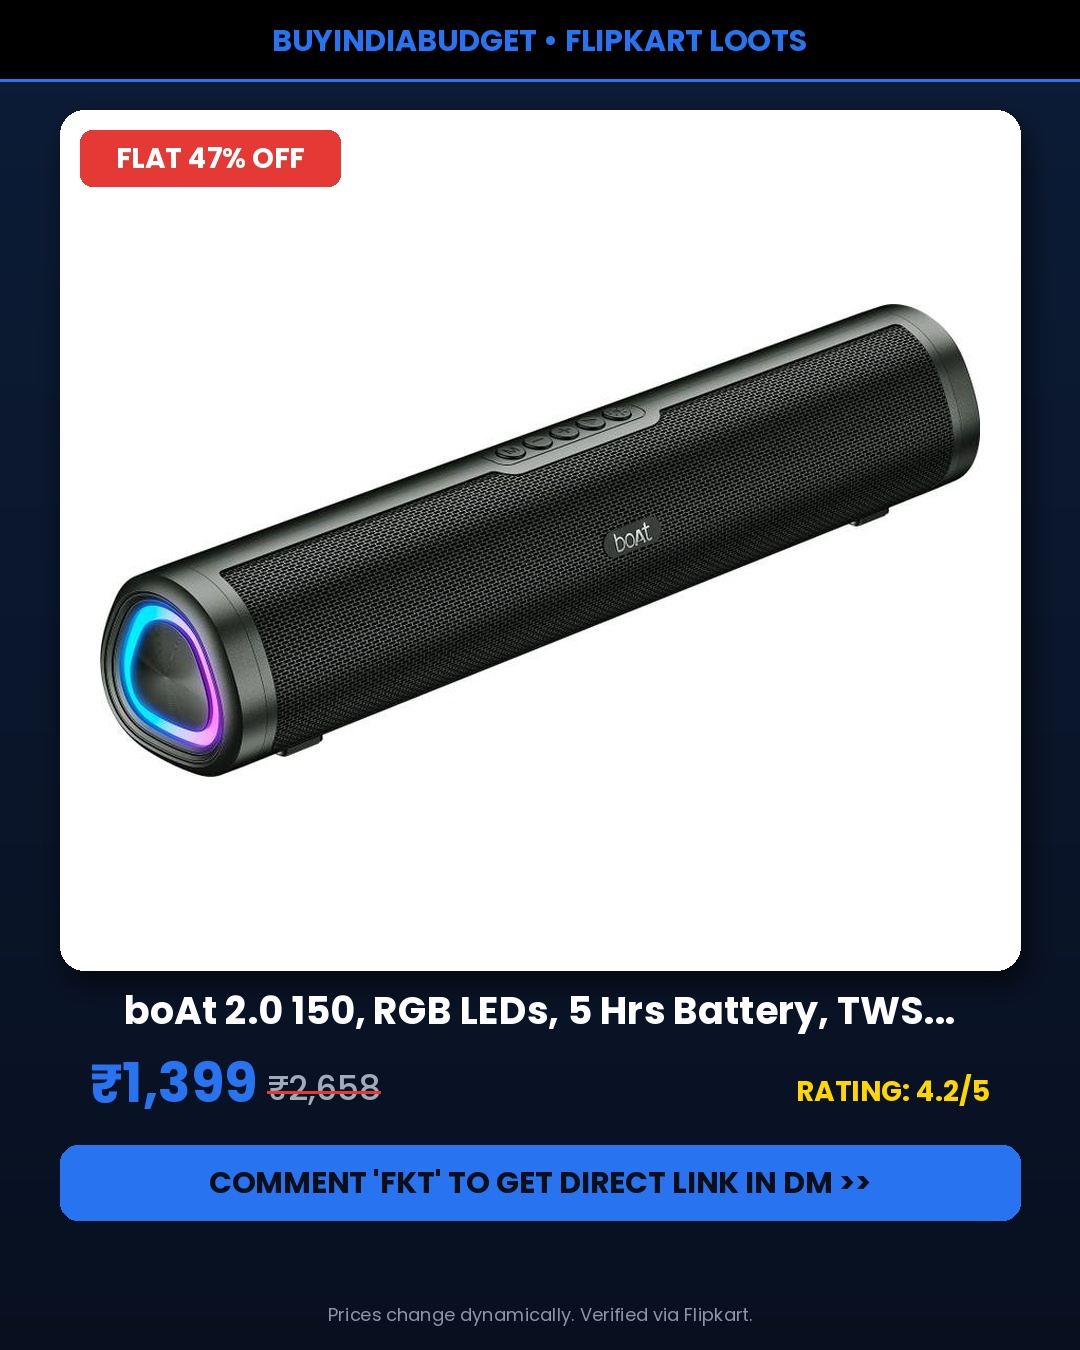 BUYINDIABUDGET • FLIPKART LOOTS
FLAT 47% OFF
boAt
boAt 2.0 150, RGB LEDs, 5 Hrs Battery, TWS...
₹1,399 ₹2,658
RATING: 4.2/5
COMMENT 'FKT' TO GET DIRECT LINK IN DM >>
Prices change dynamically. Verified via Flipkart.